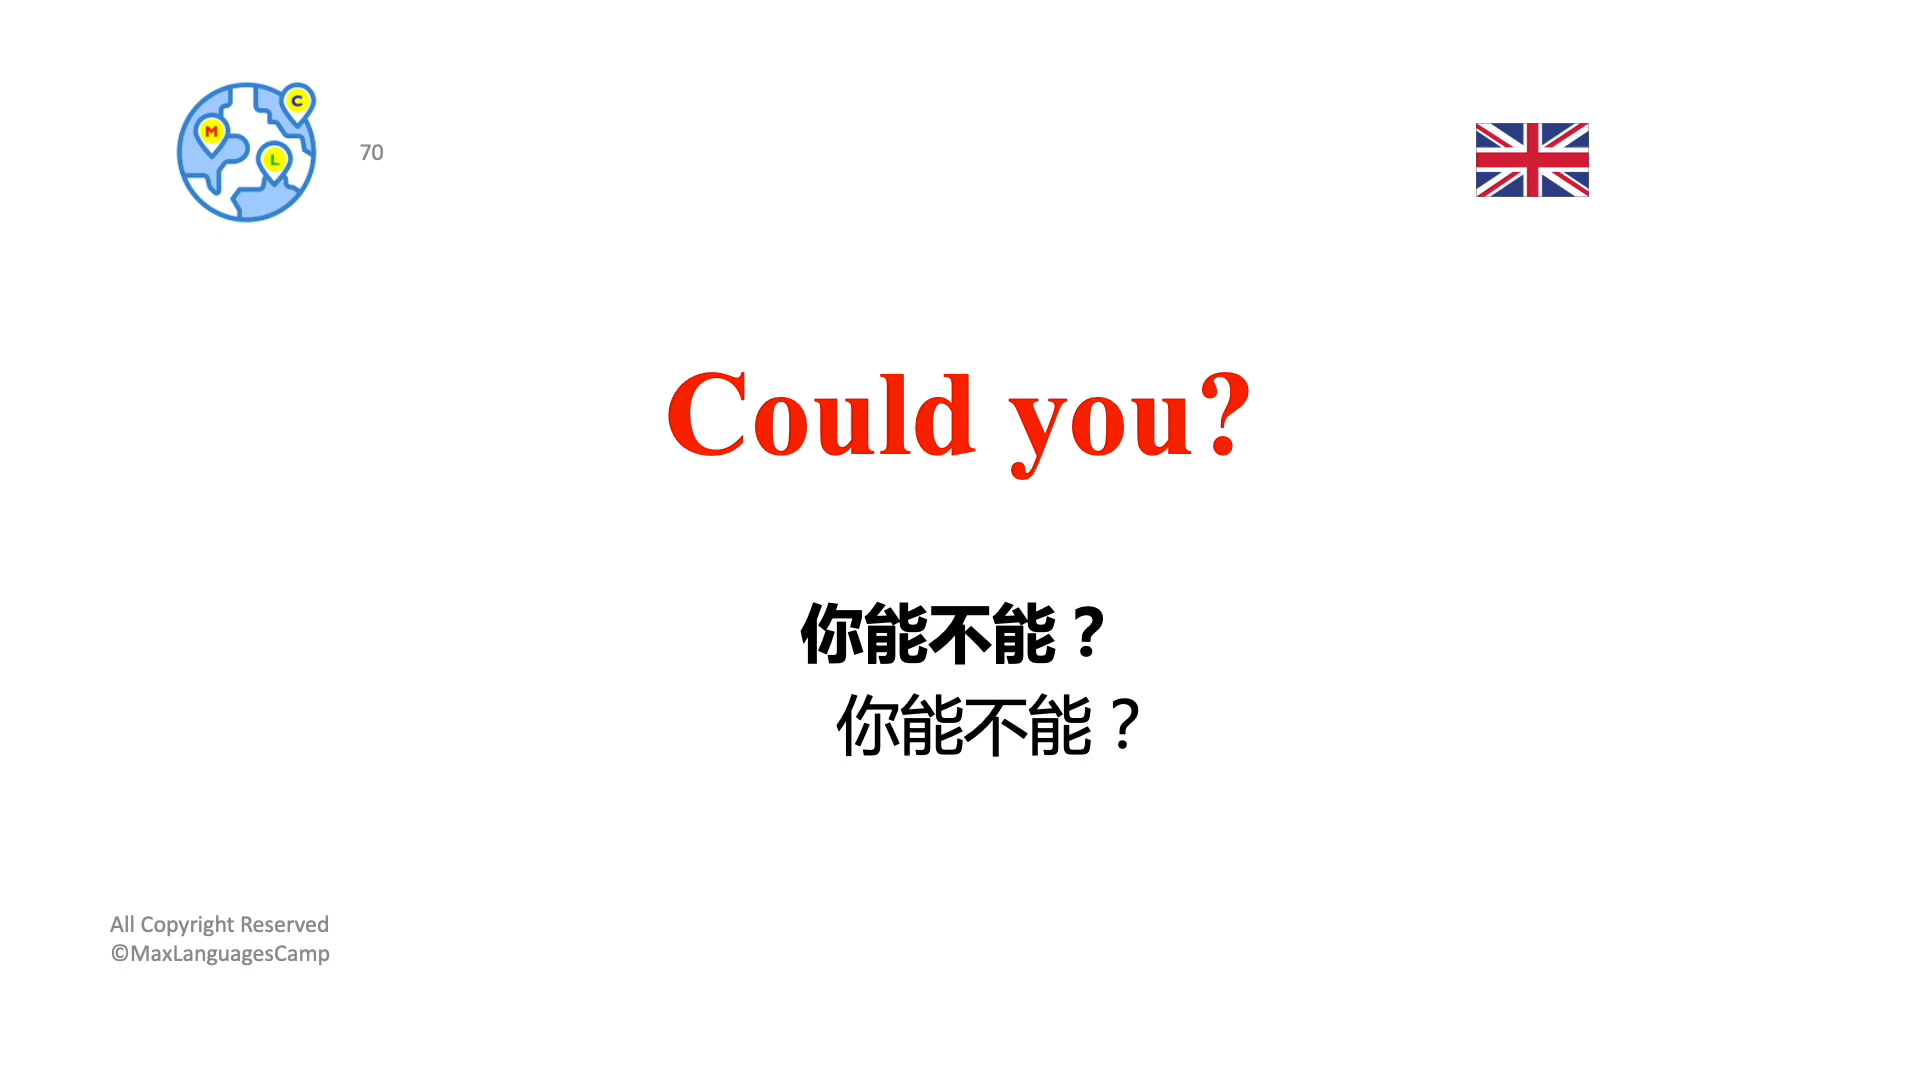 C
M
L
70
Could you?
你能不能？
你能不能？
All Copyright Reserved
©MaxLanguagesCamp